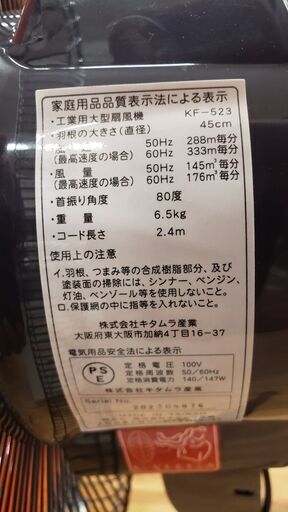 家庭用品品質表示法による表示
・工業用大型扇風機 KF-523
・羽根の大きさ(直径) 45cm
50Hz 288m毎分
(最高速度の場合) 60Hz 333m毎分
・風 量 50Hz 145m³毎分
(最高速度の場合) 60Hz 176m³毎分
・首振り角度 80度
・重 量 6.5kg
・コード長さ 2.4m
使用上の注意
イ.羽根、つまみ等の合成樹脂部分、及び
塗装面の掃除には、シンナー、ベンジン、
灯油、ベンゾール等を使用しないこと。
ロ.保護網の中に指等を入れないこと。
株式会社キタムラ産業
大阪府東大阪市加納4丁目16-37
電気用品安全法による表示
PS
E
定格電圧 100V
定格周波数 50/60Hz
定格消費電力 140/147W
株式会社キタムラ産業
Serial No.